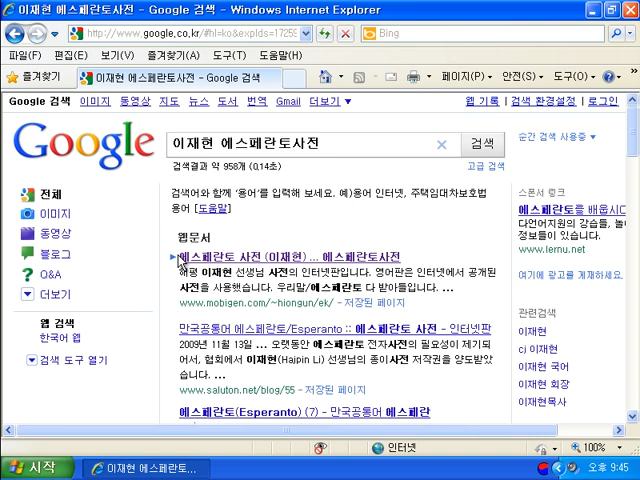 이재현 에스페란토사전 - Google 검색 - Windows Internet Explorer
http://www.google.co.kr/#hl=ko&expIds=17259
Bing
파일(F) 편집(E) 보기(V) 즐겨찾기(A) 도구(T) 도움말(H)
즐겨찾기 이재현 에스페란토사전 - Google 검색 페이지(P) 안전(S) 도구(O)
Google 검색 이미지 동영상 지도 뉴스 도서 번역 Gmail 더보기 ▼ 웹 기록 | 검색 환경설정 | 로그인
Google 이재현 에스페란토사전 × 검색
순간 검색 사용중 ▼
검색결과 약 958개 (0.14초) 고급 검색
전체
이미지
동영상
블로그
Q&A
더보기
웹 검색
한국어 웹
검색 도구 열기
검색어와 함께 '용어'를 입력해 보세요. 예)용어 인터넷, 주택임대차보호법
용어 [도움말]
웹문서
에스페란토 사전 (이재현) ... 에스페란토사전
해평 이재현 선생님 사전의 인터넷판입니다. 영어판은 인터넷에서 공개된
사전을 사용했습니다. 우리말/에스페란토 다 받아들입니다. ...
www.mobigen.com/~hiongun/ek/ - 저장된 페이지
만국공통어 에스페란토/Esperanto :: 에스페란토 사전 - 인터넷판
2009년 11월 13일 ... 오랫동안 에스페란토 전자사전의 필요성이 제기되
어서, 협회에서 이재현(Hajpin Li) 선생님의 종이사전 저작권을 양도받았
습니다. ...
www.saluton.net/blog/55 - 저장된 페이지
에스페란토(Esperanto) (7) - 만국공통어 에스페란
스폰서 링크
에스페란토를 배웁시다
다언어지원의 강습들, 놀이
정보들이 있습니다.
www.lernu.net
여기에 광고를 게재하세요.
관련검색
이재현
cj 이재현
이재현 국어
이재현 회장
이재현목사
인터넷 100%
시작 이재현 에스페란토... 오후 9:45